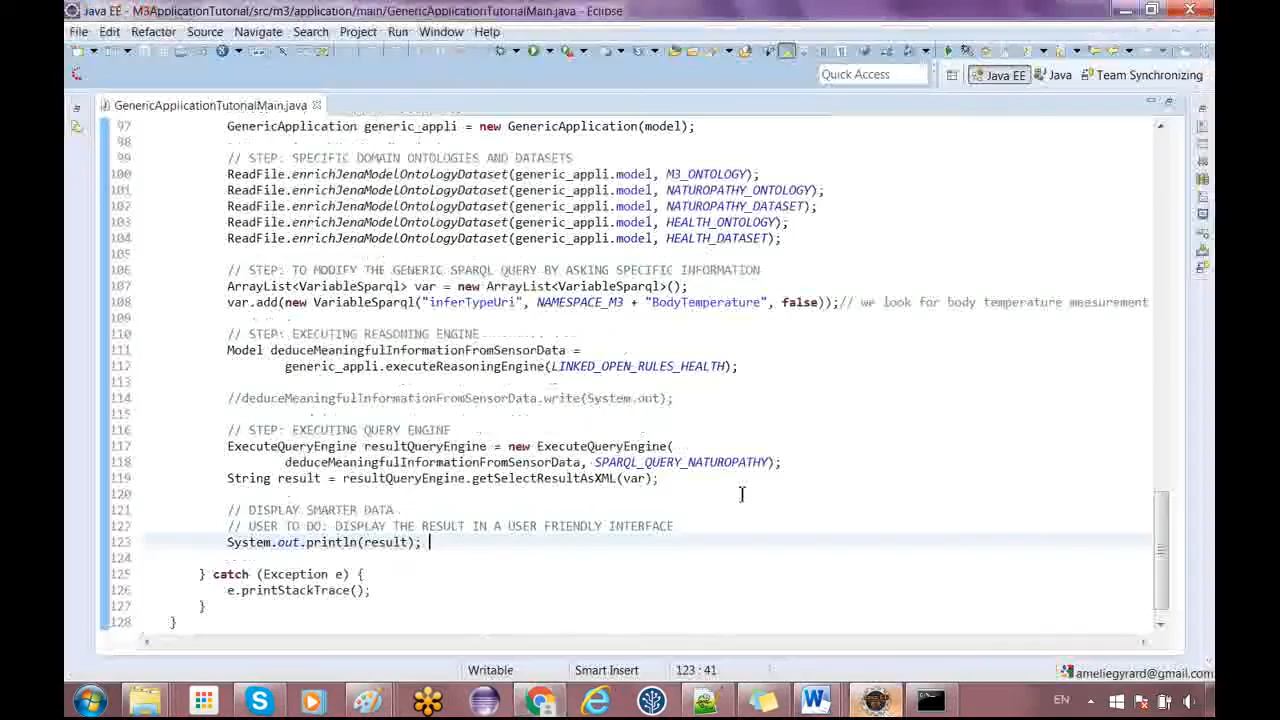 Java EE - M3ApplicationTutorial/src/m3/application/main/GenericApplicationTutorialMain.java - Eclipse
File Edit Refactor Source Navigate Search Project Run Window Help
Quick Access Java EE Java Team Synchronizing
GenericApplicationTutorialMain.java
97 GenericApplication generic_appli = new GenericApplication(model);
98
99 // STEP: SPECIFIC DOMAIN ONTOLOGIES AND DATASETS
100 ReadFile.enrichJenaModelOntologyDataset(generic_appli.model, M3_ONTOLOGY);
101 ReadFile.enrichJenaModelOntologyDataset(generic_appli.model, NATUROPATHY_ONTOLOGY);
102 ReadFile.enrichJenaModelOntologyDataset(generic_appli.model, NATUROPATHY_DATASET);
103 ReadFile.enrichJenaModelOntologyDataset(generic_appli.model, HEALTH_ONTOLOGY);
104 ReadFile.enrichJenaModelOntologyDataset(generic_appli.model, HEALTH_DATASET);
105
106 // STEP: TO MODIFY THE GENERIC SPARQL QUERY BY ASKING SPECIFIC INFORMATION
107 ArrayList<VariableSparql> var = new ArrayList<VariableSparql>();
108 var.add(new VariableSparql("inferTypeUri", NAMESPACE_M3 + "BodyTemperature", false));// we look for body temperature measurement
109
110 // STEP: EXECUTING REASONING ENGINE
111 Model deduceMeaningfulInformationFromSensorData =
112 generic_appli.executeReasoningEngine(LINKED_OPEN_RULES_HEALTH);
113
114 //deduceMeaningfulInformationFromSensorData.write(System.out);
115
116 // STEP: EXECUTING QUERY ENGINE
117 ExecuteQueryEngine resultQueryEngine = new ExecuteQueryEngine(
118 deduceMeaningfulInformationFromSensorData, SPARQL_QUERY_NATUROPATHY);
119 String result = resultQueryEngine.getSelectResultAsXML(var);
120
121 // DISPLAY SMARTER DATA
122 // USER TO DO: DISPLAY THE RESULT IN A USER FRIENDLY INTERFACE
123 System.out.println(result);
124
125 } catch (Exception e) {
126 e.printStackTrace();
127 }
128 }
Writable Smart Insert 123 : 41 ameliegyrard@gmail.com
EN